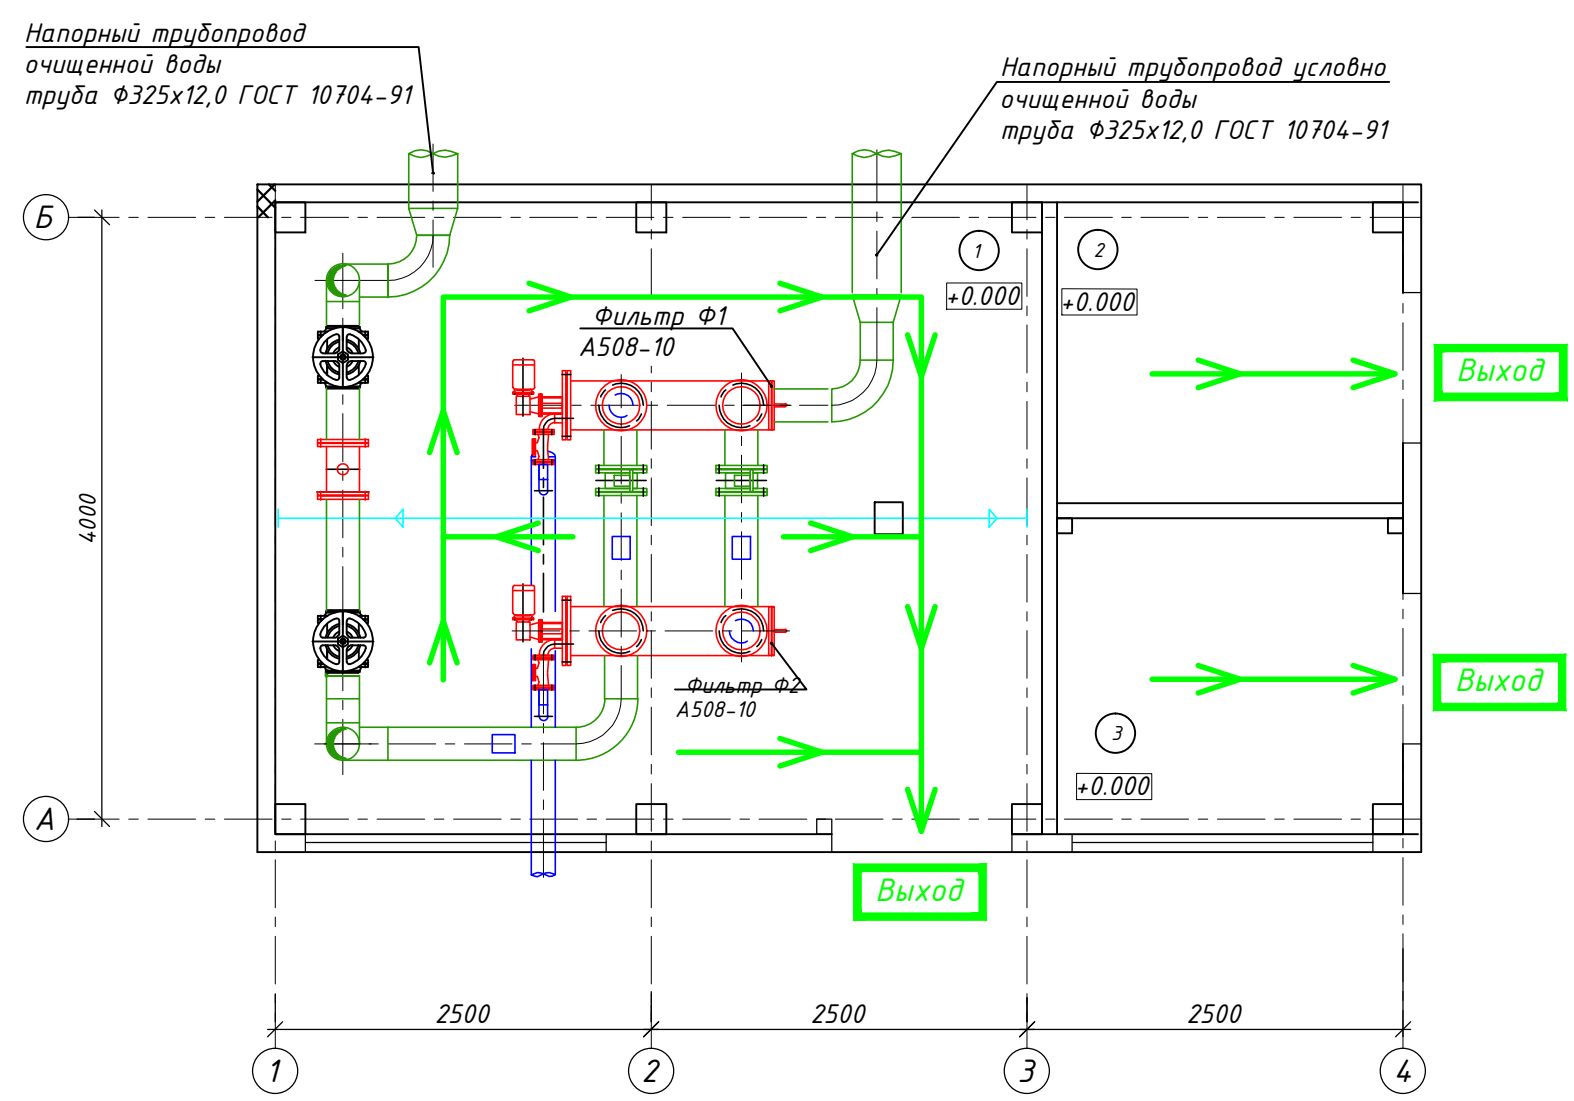 Напорный трубопровод
очищенной воды
труба Ф325х12,0 ГОСТ 10704-91
Напорный трубопровод условно
очищенной воды
труба Ф325х12,0 ГОСТ 10704-91
Б
1
2
+0.000
+0.000
Фильтр Ф1
А508-10
Выход
4000
Фильтр Ф2
А508-10
Выход
3
+0.000
А
Выход
2500
2500
2500
1
2
3
4